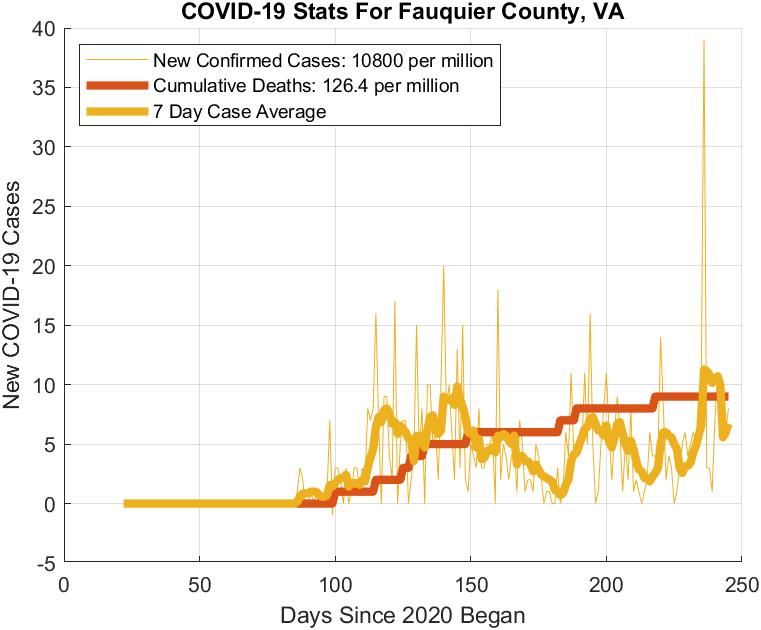 COVID-19 Stats For Fauquier County, VA
New Confirmed Cases: 10800 per million
Cumulative Deaths: 126.4 per million
7 Day Case Average
New COVID-19 Cases
40
35
30
25
20
15
10
5
0
-5
0 50 100 150 200 250
Days Since 2020 Began